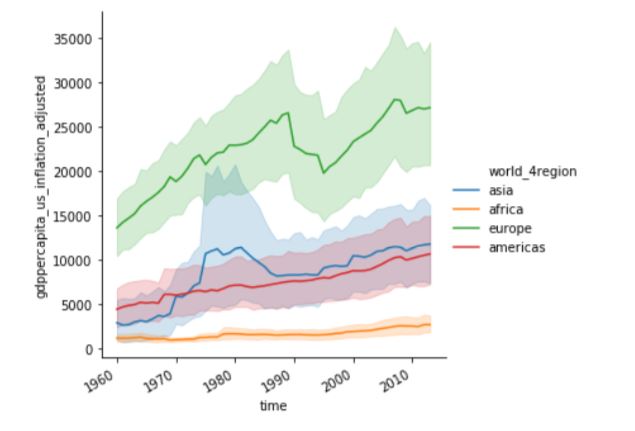 gdppercapita_us_inflation_adjusted
35000
30000
25000
20000
15000
10000
5000
0
1960
1970
1980
1990
2000
2010
time
world_4region
asia
africa
europe
americas